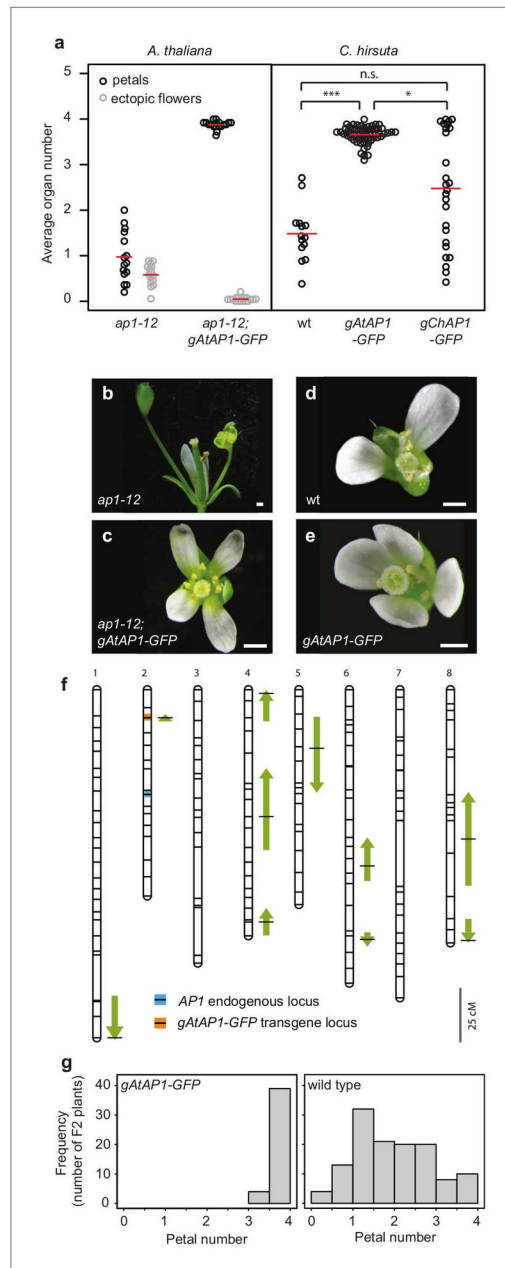 a
A. thaliana
C. hirsuta
5
4
3
2
1
0
Average organ number
petals
ectopic flowers
n.s.
***
*
ap1-12
ap1-12;
gAtAP1-GFP
wt
gAtAP1
-GFP
gChAP1
-GFP
b
ap1-12
d
wt
c
ap1-12;
gAtAP1-GFP
e
gAtAP1-GFP
f
1 2 3 4 5 6 7 8
AP1 endogenous locus
gAtAP1-GFP transgene locus
25 cM
g
Frequency
(number of F2 plants)
40
30
20
10
0
gAtAP1-GFP
wild type
0 1 2 3 4
0 1 2 3 4
Petal number
Petal number